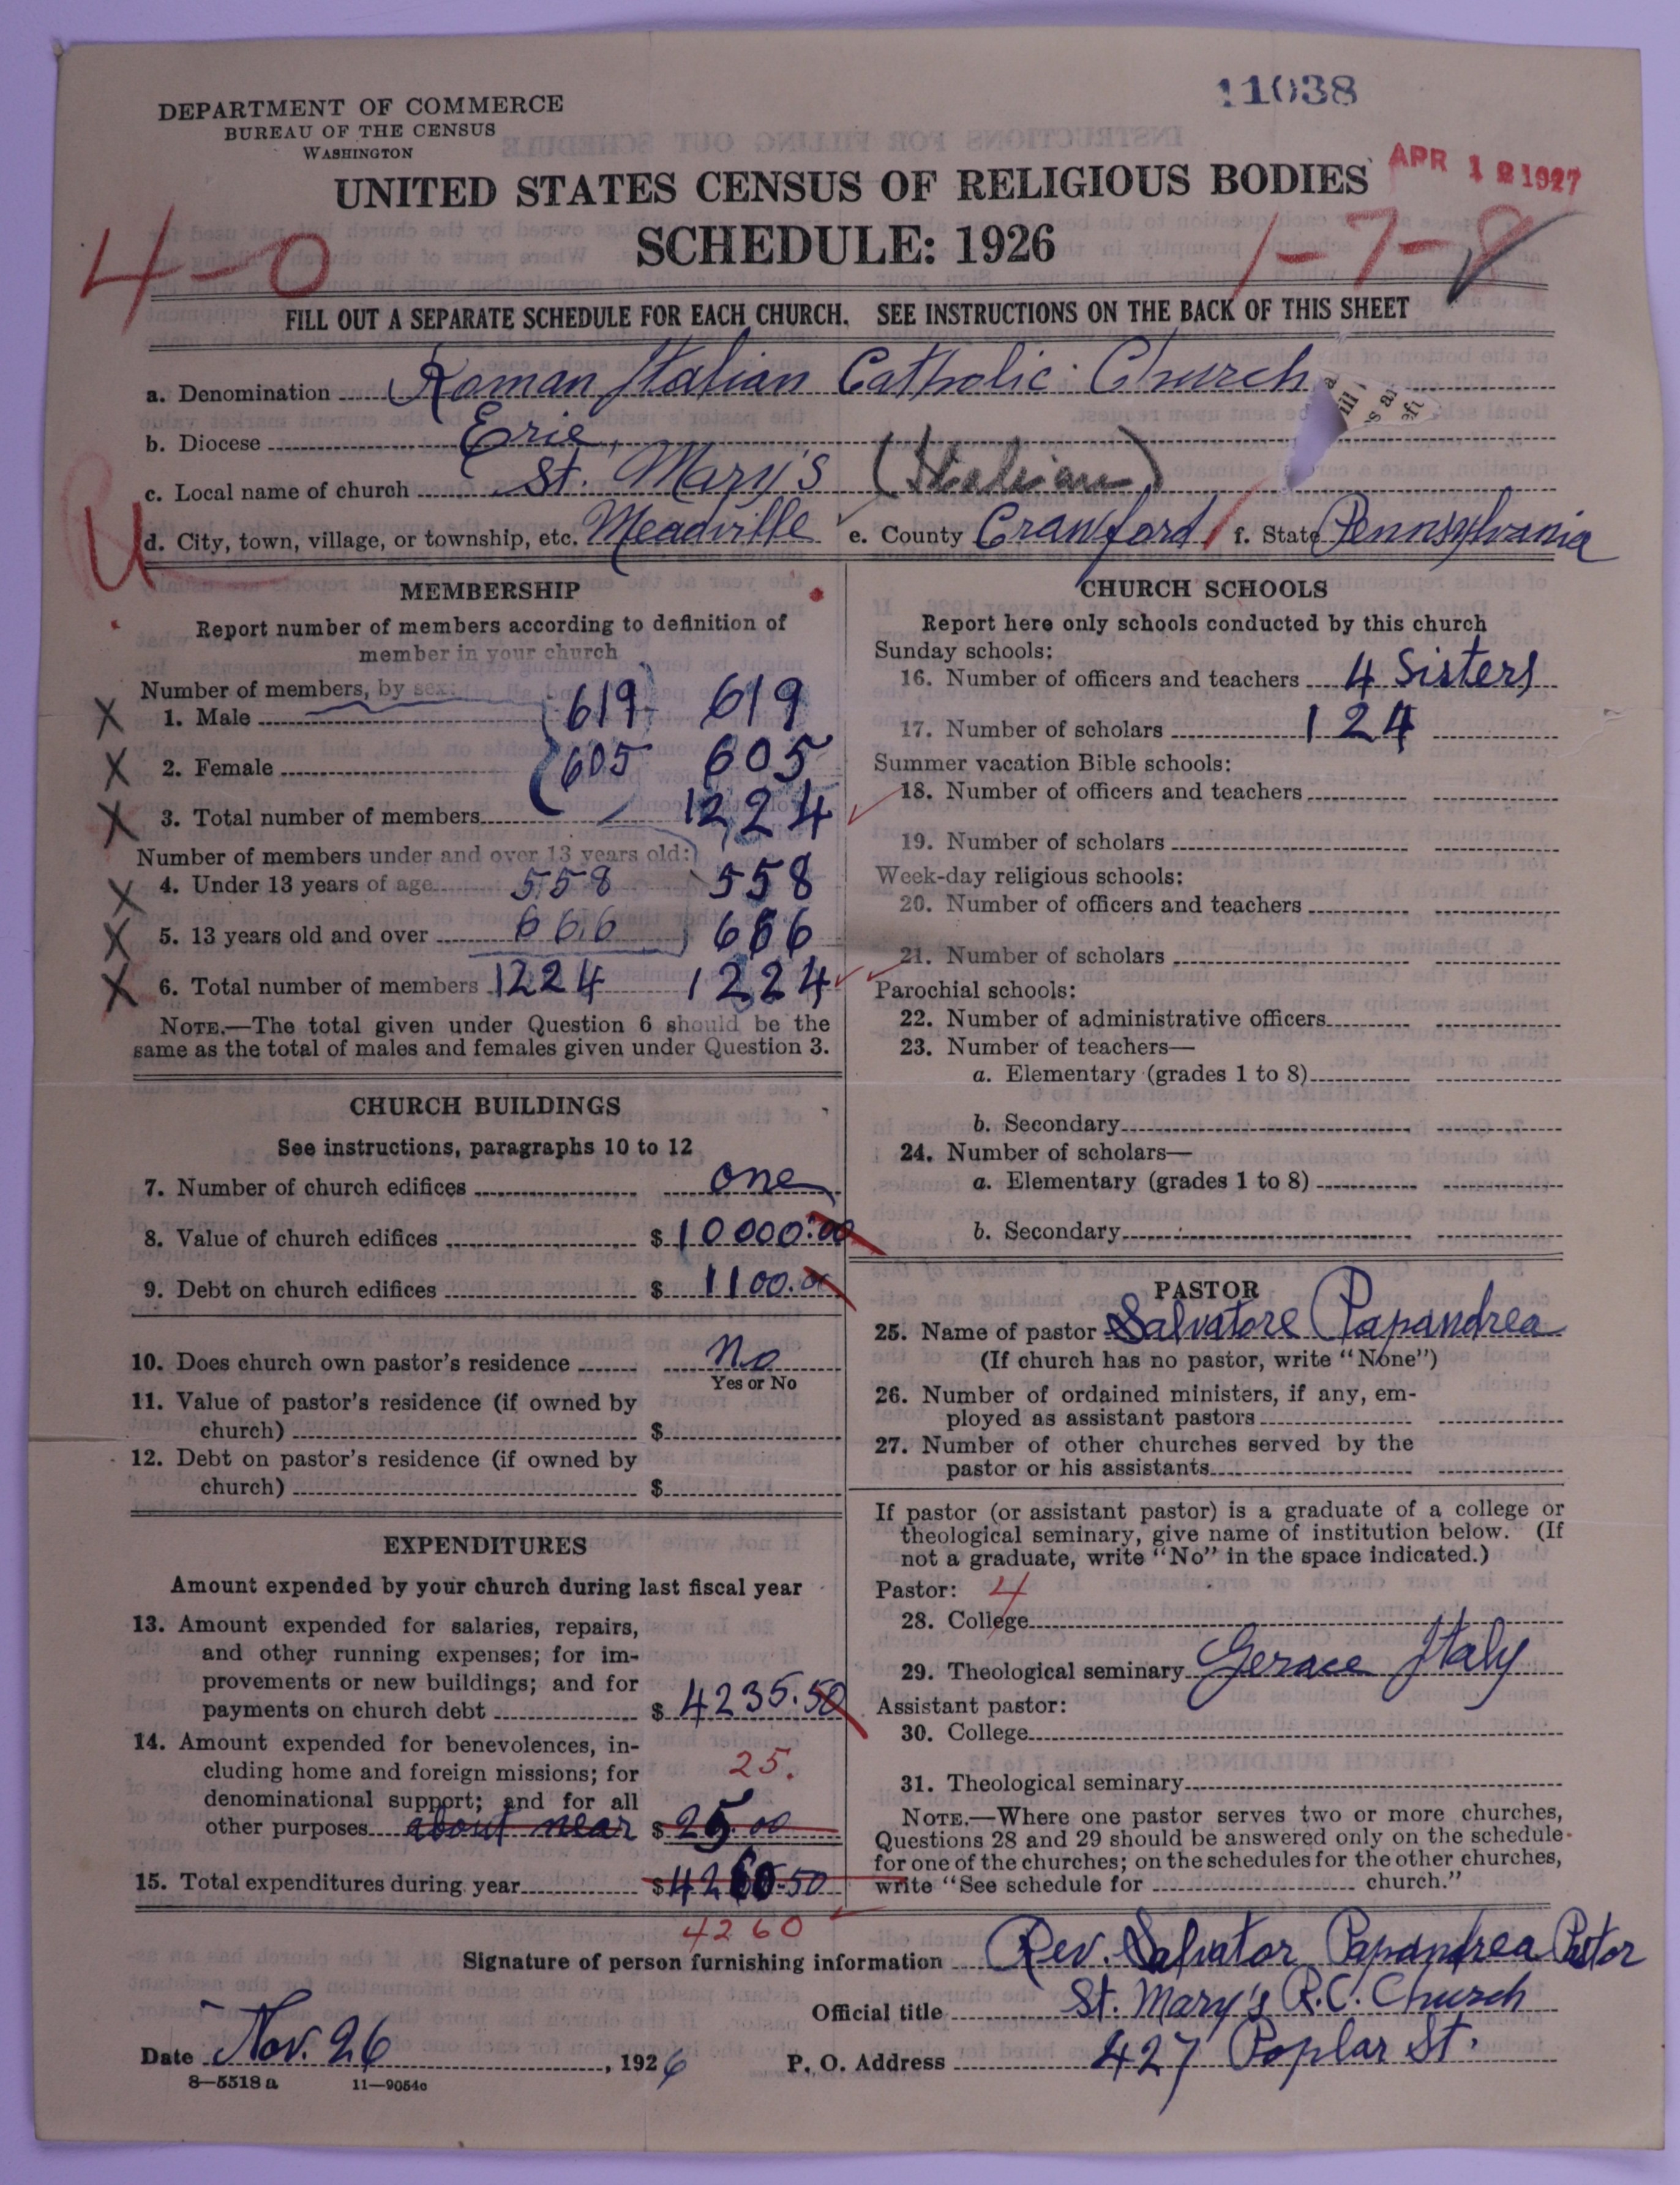 11038
DEPARTMENT OF COMMERCE
BUREAU OF THE CENSUS
WASHINGTON
APR 12 1927
UNITED STATES CENSUS OF RELIGIOUS BODIES
4-0
SCHEDULE: 1926
1-7-8
FILL OUT A SEPARATE SCHEDULE FOR EACH CHURCH. SEE INSTRUCTIONS ON THE BACK OF THIS SHEET
a. Denomination Roman Italian Catholic Church
b. Diocese Erie
c. Local name of church St. Mary's (Italian)
U
d. City, town, village, or township, etc. Meadville e. County Crawford f. State Pennsylvania
MEMBERSHIP
Report number of members according to definition of
member in your church
Number of members, by sex:
X 1. Male 619 619
X 2. Female 605 605
X 3. Total number of members 1224
Number of members under and over 13 years old:
X 4. Under 13 years of age 558 558
X 5. 13 years old and over 666 666
X 6. Total number of members 1224 1224
NOTE.—The total given under Question 6 should be the
same as the total of males and females given under Question 3.
CHURCH BUILDINGS
See instructions, paragraphs 10 to 12
7. Number of church edifices one
8. Value of church edifices $10000.00
9. Debt on church edifices $1100.00
10. Does church own pastor's residence No
Yes or No
11. Value of pastor's residence (if owned by
church) $
12. Debt on pastor's residence (if owned by
church) $
EXPENDITURES
Amount expended by your church during last fiscal year
13. Amount expended for salaries, repairs,
and other running expenses; for im-
provements or new buildings; and for
payments on church debt $4235.50
14. Amount expended for benevolences, in-
cluding home and foreign missions; for 25.
denominational support; and for all
other purposes about near $25.00
15. Total expenditures during year $4260.50
4260
CHURCH SCHOOLS
Report here only schools conducted by this church
Sunday schools:
16. Number of officers and teachers 4 Sisters
17. Number of scholars 124
Summer vacation Bible schools:
18. Number of officers and teachers
19. Number of scholars
Week-day religious schools:
20. Number of officers and teachers
21. Number of scholars
Parochial schools:
22. Number of administrative officers
23. Number of teachers—
a. Elementary (grades 1 to 8)
b. Secondary
24. Number of scholars—
a. Elementary (grades 1 to 8)
b. Secondary
PASTOR
25. Name of pastor Salvatore Papandrea
(If church has no pastor, write "None")
26. Number of ordained ministers, if any, em-
ployed as assistant pastors
27. Number of other churches served by the
pastor or his assistants
If pastor (or assistant pastor) is a graduate of a college or
theological seminary, give name of institution below. (If
not a graduate, write "No" in the space indicated.)
Pastor: 4
28. College
29. Theological seminary Gerace Italy
Assistant pastor:
30. College
31. Theological seminary
NOTE.—Where one pastor serves two or more churches,
Questions 28 and 29 should be answered only on the schedule
for one of the churches; on the schedules for the other churches,
write "See schedule for church."
Signature of person furnishing information Rev. Salvator Papandrea Pastor
Official title St. Mary's R.C. Church
Date Nov. 26, 1926 P. O. Address 427 Poplar St.
8—5518 a 11—9054c